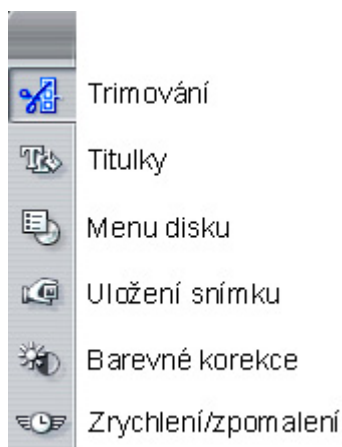 Trimování
Titulky
Menu disku
Uložení snímku
Barevné korekce
Zrychlení/zpomalení